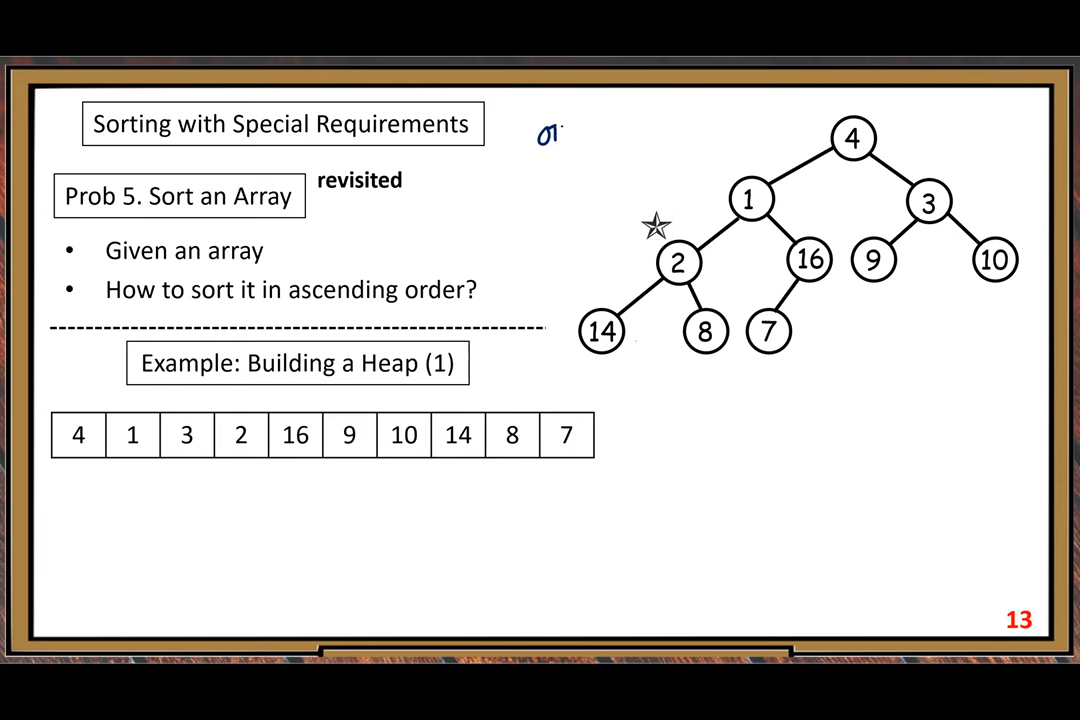 Sorting with Special Requirements
Prob 5. Sort an Array
revisited
• Given an array
• How to sort it in ascending order?
Example: Building a Heap (1)
4 1 3 2 16 9 10 14 8 7
4
1 3
2 16 9 10
14 8 7
13